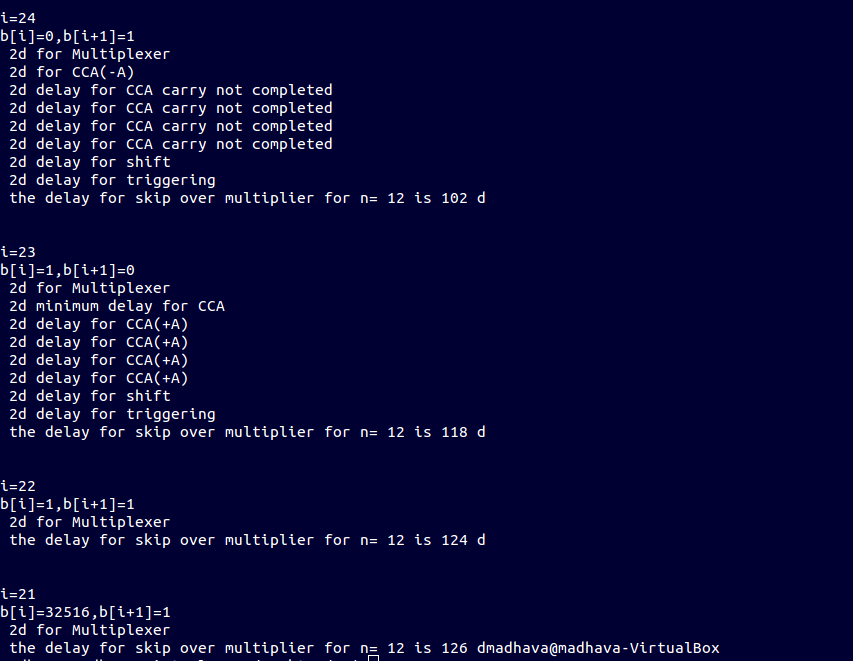 i=24
b[i]=0,b[i+1]=1
2d for Multiplexer
2d for CCA(-A)
2d delay for CCA carry not completed
2d delay for CCA carry not completed
2d delay for CCA carry not completed
2d delay for CCA carry not completed
2d delay for shift
2d delay for triggering
the delay for skip over multiplier for n= 12 is 102 d
i=23
b[i]=1,b[i+1]=0
2d for Multiplexer
2d minimum delay for CCA
2d delay for CCA(+A)
2d delay for CCA(+A)
2d delay for CCA(+A)
2d delay for CCA(+A)
2d delay for shift
2d delay for triggering
the delay for skip over multiplier for n= 12 is 118 d
i=22
b[i]=1,b[i+1]=1
2d for Multiplexer
the delay for skip over multiplier for n= 12 is 124 d
i=21
b[i]=32516,b[i+1]=1
2d for Multiplexer
the delay for skip over multiplier for n= 12 is 126 dmadhava@madhava-VirtualBox